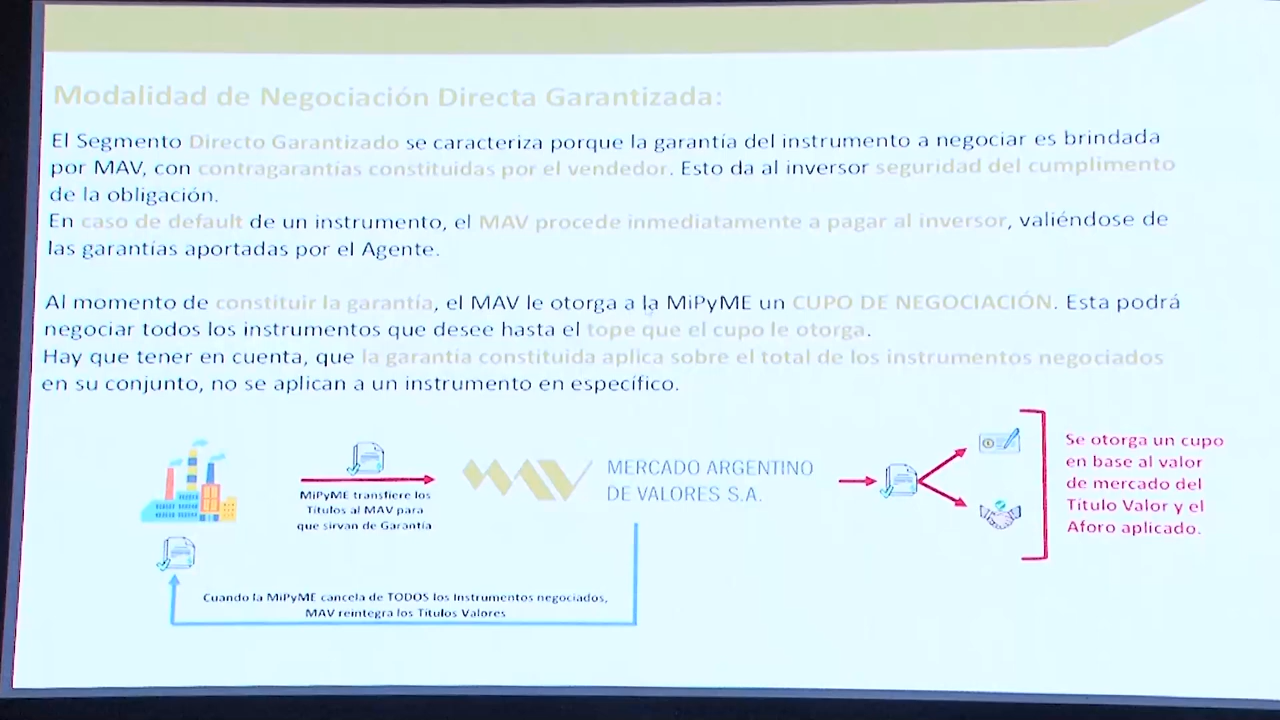 Modalidad de Negociación Directa Garantizada:
El Segmento Directo Garantizado se caracteriza porque la garantía del instrumento a negociar es brindada
por MAV, con contragarantías constituidas por el vendedor. Esto da al inversor seguridad del cumplimento
de la obligación.
En caso de default de un instrumento, el MAV procede inmediatamente a pagar al inversor, valiéndose de
las garantías aportadas por el Agente.
Al momento de constituir la garantía, el MAV le otorga a la MiPyME un CUPO DE NEGOCIACIÓN. Esta podrá
negociar todos los instrumentos que desee hasta el tope que el cupo le otorga.
Hay que tener en cuenta, que la garantía constituida aplica sobre el total de los instrumentos negociados
en su conjunto, no se aplican a un instrumento en específico.
MiPyME transfiere los
Títulos al MAV para
que sirvan de Garantía
MAV
MERCADO ARGENTINO
DE VALORES S.A.
Se otorga un cupo
en base al valor
de mercado del
Título Valor y el
Aforo aplicado.
Cuando la MiPyME cancela de TODOS los Instrumentos negociados,
MAV reintegra los Títulos Valores